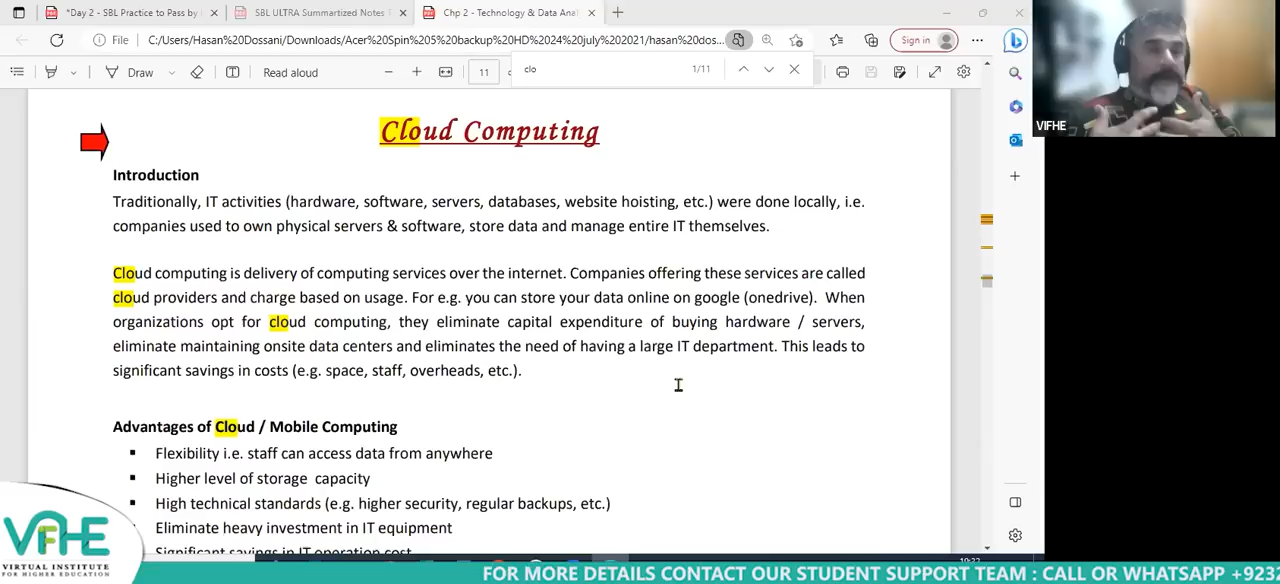 *Day 2 - SBL Practice to Pass by
SBL ULTRA Summartized Notes
Chp 2 - Technology & Data Anal
File
C:/Users/Hasan%20Dossani/Downloads/Acer%20Spin%205%20backup%20HD%2024%20july%202021/hasan%20dos...
Sign in
Draw
Read aloud
11
clo
1/11
VIFHE
Cloud Computing
Introduction
Traditionally, IT activities (hardware, software, servers, databases, website hoisting, etc.) were done locally, i.e.
companies used to own physical servers & software, store data and manage entire IT themselves.
Cloud computing is delivery of computing services over the internet. Companies offering these services are called
cloud providers and charge based on usage. For e.g. you can store your data online on google (onedrive). When
organizations opt for cloud computing, they eliminate capital expenditure of buying hardware / servers,
eliminate maintaining onsite data centers and eliminates the need of having a large IT department. This leads to
significant savings in costs (e.g. space, staff, overheads, etc.).
Advantages of Cloud / Mobile Computing
▪ Flexibility i.e. staff can access data from anywhere
▪ Higher level of storage capacity
▪ High technical standards (e.g. higher security, regular backups, etc.)
Eliminate heavy investment in IT equipment
Significant savings in IT operation cost
VFHE
VIRTUAL INSTITUTE
FOR HIGHER EDUCATION
FOR MORE DETAILS CONTACT OUR STUDENT SUPPORT TEAM : CALL OR WHATSAPP +923